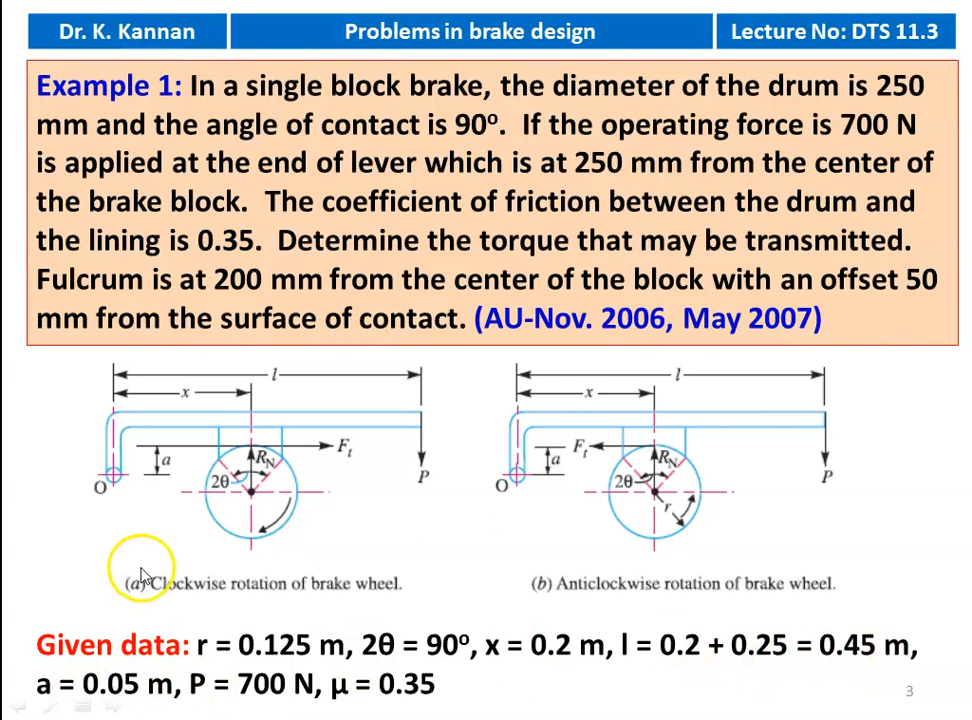 Dr. K. Kannan
Problems in brake design
Lecture No: DTS 11.3
Example 1: In a single block brake, the diameter of the drum is 250
mm and the angle of contact is 90º. If the operating force is 700 N
is applied at the end of lever which is at 250 mm from the center of
the brake block. The coefficient of friction between the drum and
the lining is 0.35. Determine the torque that may be transmitted.
Fulcrum is at 200 mm from the center of the block with an offset 50
mm from the surface of contact. (AU-Nov. 2006, May 2007)
l
x
Ft
a
RN
2θ
O
P
(a) Clockwise rotation of brake wheel.
l
x
Ft
a
RN
2θ
r
O
P
(b) Anticlockwise rotation of brake wheel.
Given data: r = 0.125 m, 2θ = 90º, x = 0.2 m, l = 0.2 + 0.25 = 0.45 m,
a = 0.05 m, P = 700 N, μ = 0.35
3